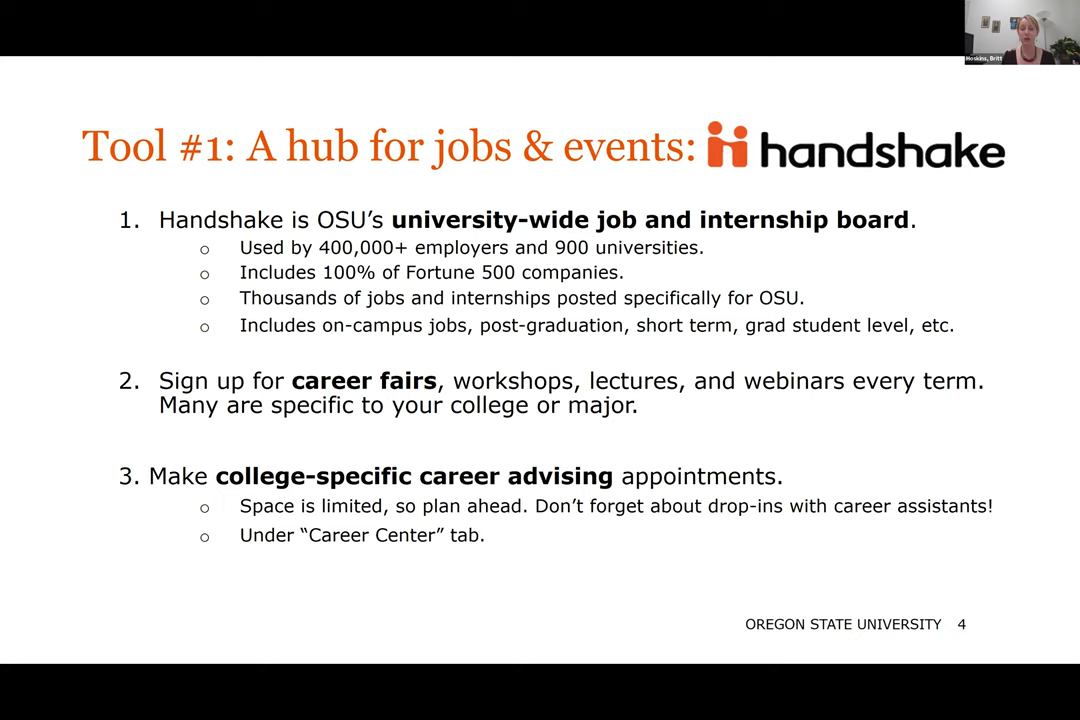 Hoskins, Britt
Tool #1: A hub for jobs & events: handshake
1. Handshake is OSU’s university-wide job and internship board.
o Used by 400,000+ employers and 900 universities.
o Includes 100% of Fortune 500 companies.
o Thousands of jobs and internships posted specifically for OSU.
o Includes on-campus jobs, post-graduation, short term, grad student level, etc.
2. Sign up for career fairs, workshops, lectures, and webinars every term.
Many are specific to your college or major.
3. Make college-specific career advising appointments.
o Space is limited, so plan ahead. Don’t forget about drop-ins with career assistants!
o Under “Career Center” tab.
OREGON STATE UNIVERSITY 4